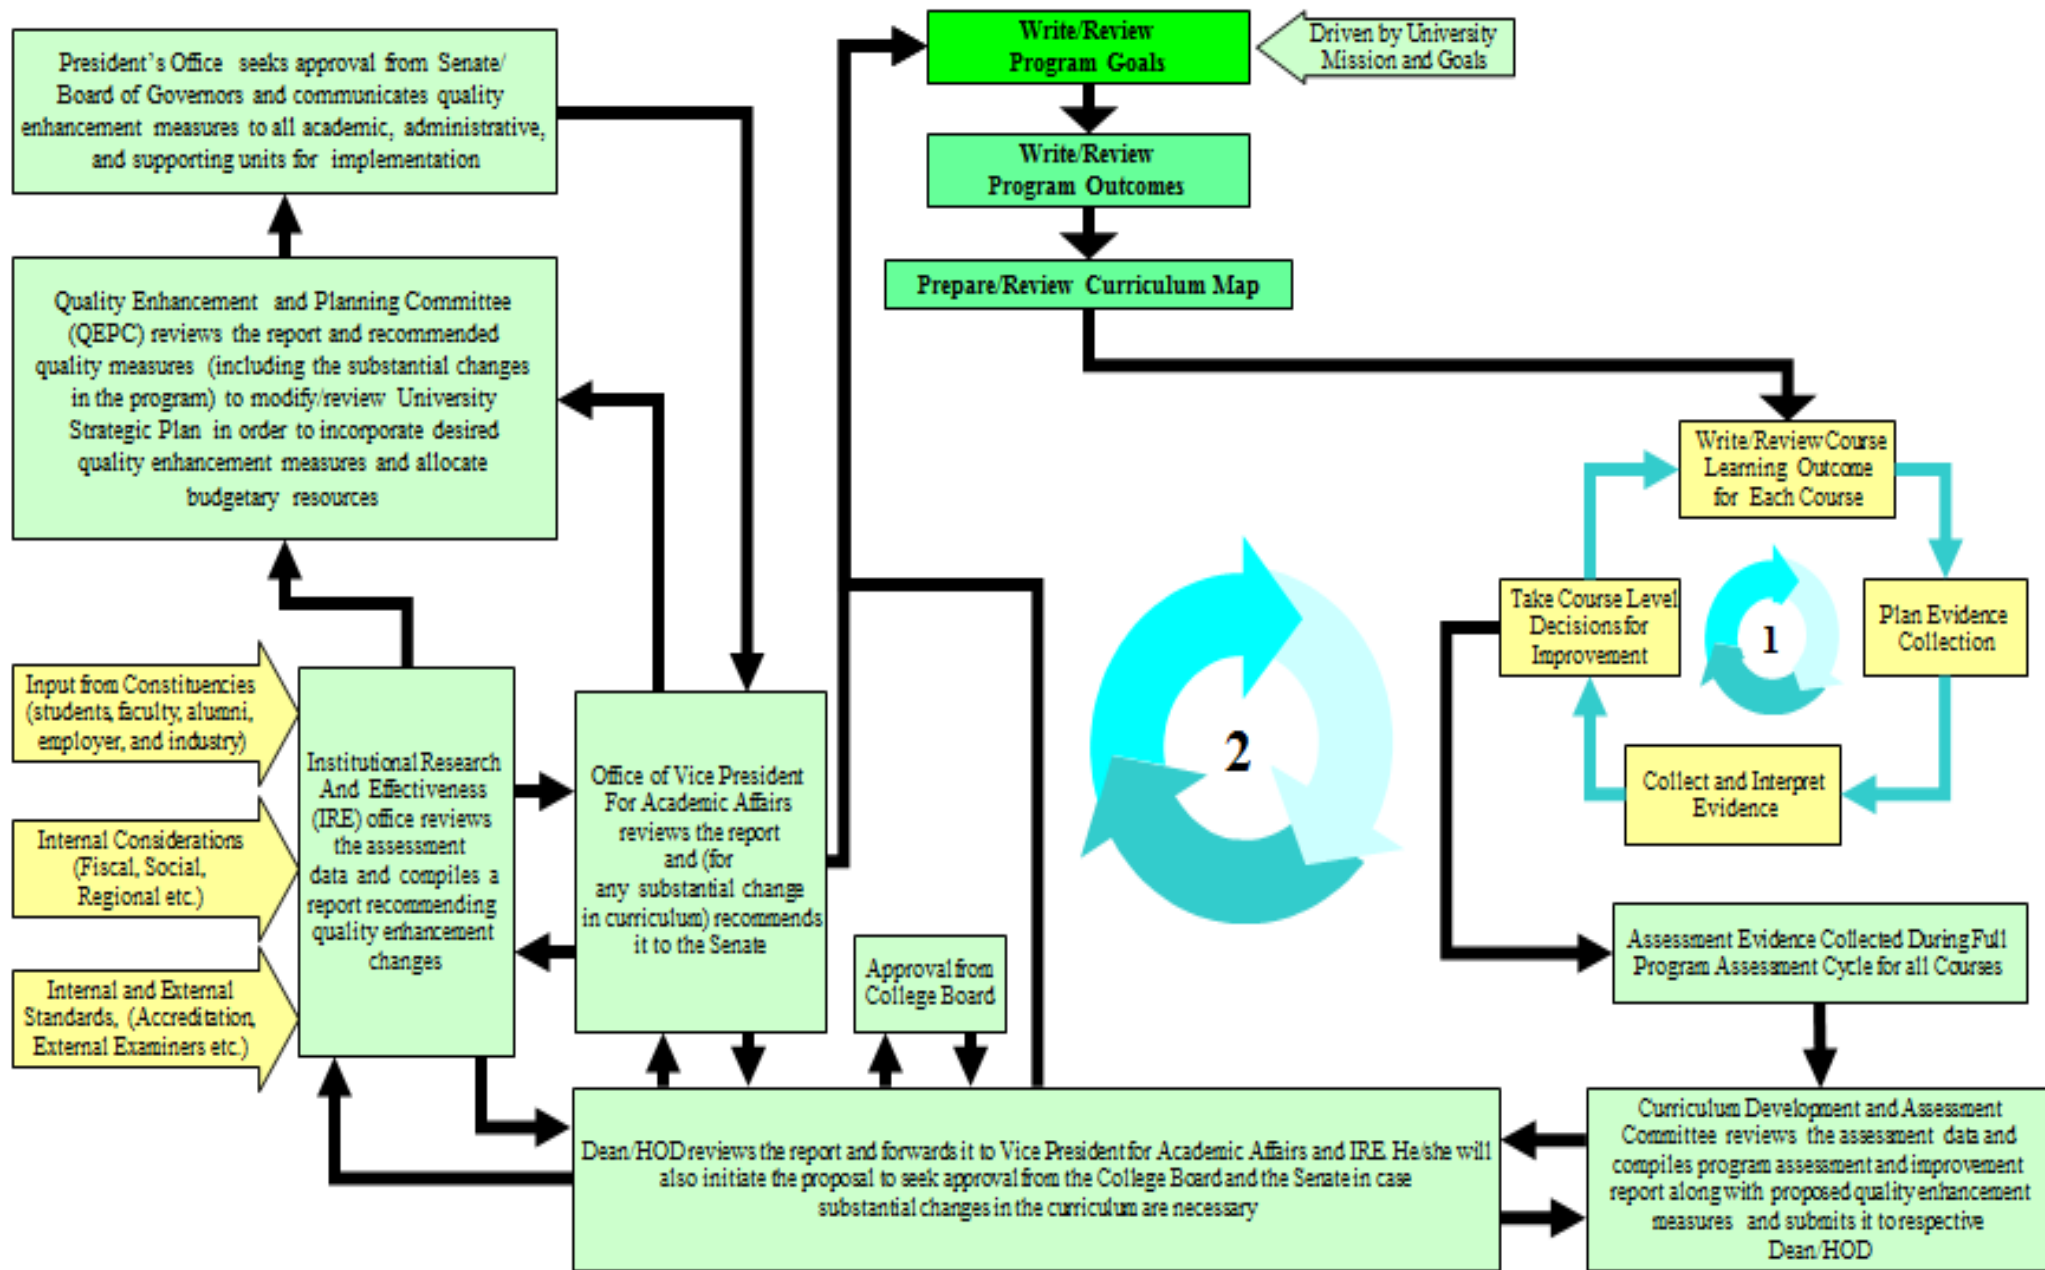 Write/Review
Program Goals
Driven by University
Mission and Goals
President's Office seeks approval from Senate/
Board of Governors and communicates quality
enhancement measures to all academic, administrative,
and supporting units for implementation
Write/Review
Program Outcomes
Prepare/Review Curriculum Map
Quality Enhancement and Planning Committee
(QEPC) reviews the report and recommended
quality measures (including the substantial changes
in the program) to modify/review University
Strategic Plan in order to incorporate desired
quality enhancement measures and allocate
budgetary resources
Write/Review Course
Learning Outcome
for Each Course
Take Course Level
Decisions for
Improvement
1
Plan Evidence
Collection
Collect and Interpret
Evidence
2
Input from Constituencies
(students, faculty, alumni,
employer, and industry)
Internal Considerations
(Fiscal, Social,
Regional etc.)
Internal and External
Standards, (Accreditation,
External Examiners etc.)
Institutional Research
And Effectiveness
(IRE) office reviews
the assessment
data and compiles a
report recommending
quality enhancement
changes
Office of Vice President
For Academic Affairs
reviews the report
and (for
any substantial change
in curriculum) recommends
it to the Senate
Approval from
College Board
Assessment Evidence Collected During Full
Program Assessment Cycle for all Courses
Dean/HOD reviews the report and forwards it to Vice President for Academic Affairs and IRE. He/she will
also initiate the proposal to seek approval from the College Board and the Senate in case
substantial changes in the curriculum are necessary
Curriculum Development and Assessment
Committee reviews the assessment data and
compiles program assessment and improvement
report along with proposed quality enhancement
measures and submits it to respective
Dean/HOD